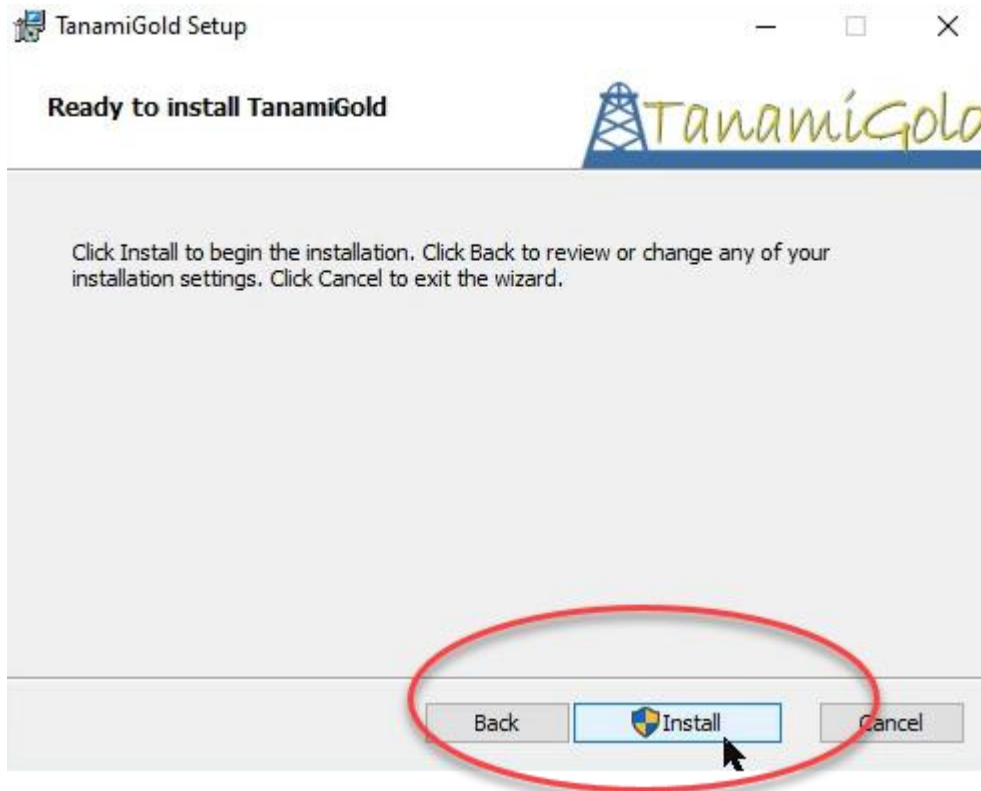 TanamiGold Setup
Ready to install TanamiGold
TanamiGold
Click Install to begin the installation. Click Back to review or change any of your
installation settings. Click Cancel to exit the wizard.
Back
Install
Cancel